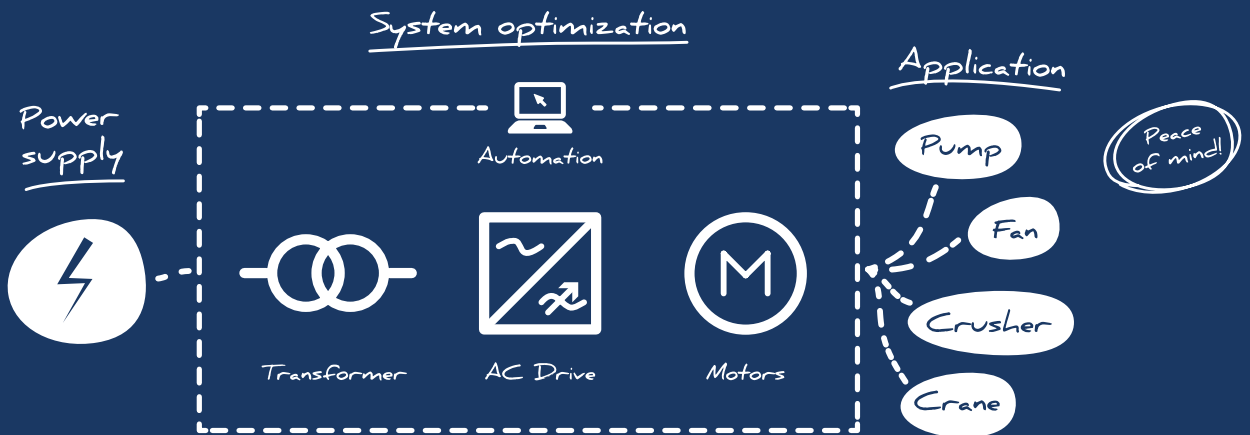 System optimization
Application
Power
supply
Automation
Pump
Peace
of mind!
Fan
M
Crusher
Transformer
AC Drive
Motors
Crane